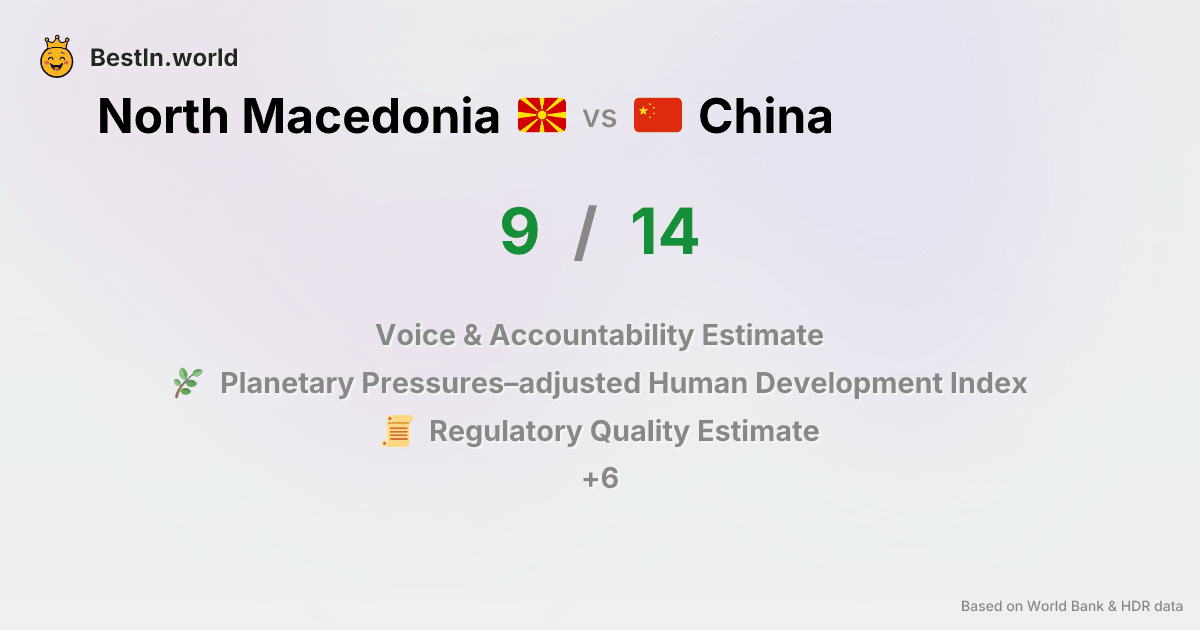 BestIn.world
North Macedonia vs China
9 / 14
Voice & Accountability Estimate
Planetary Pressures–adjusted Human Development Index
Regulatory Quality Estimate
+6
Based on World Bank & HDR data